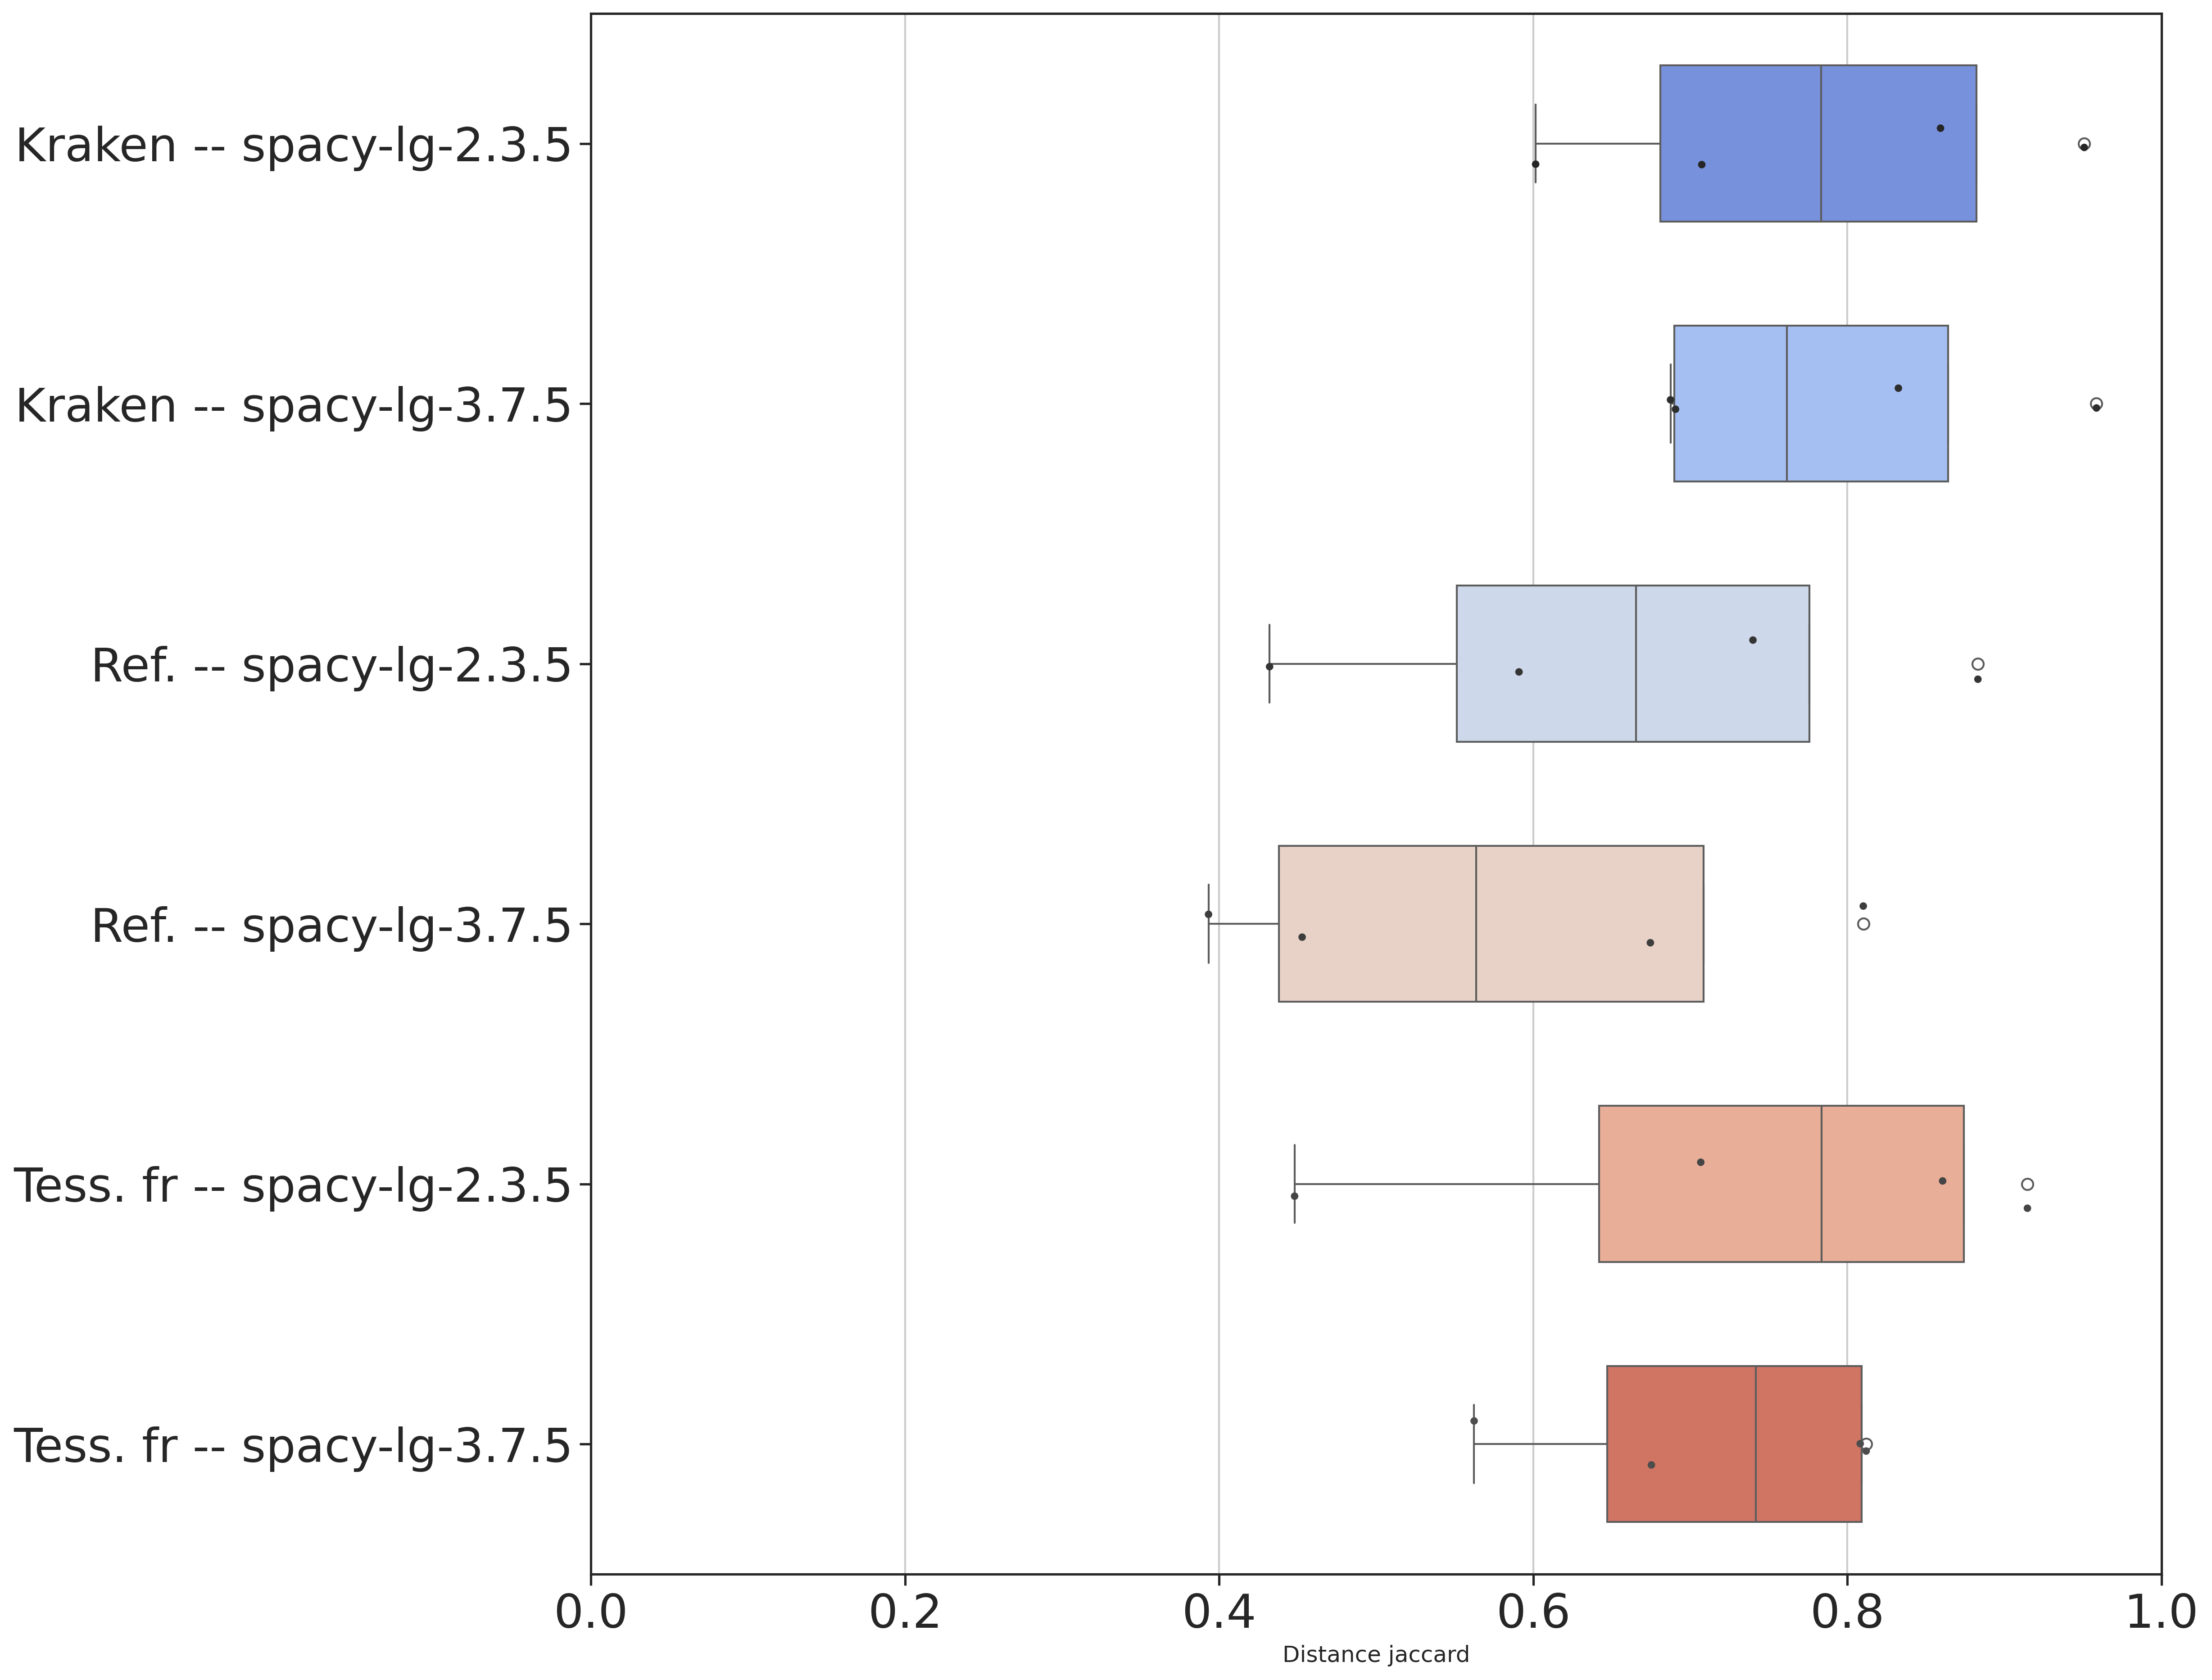 Kraken -- spacy-lg-2.3.5
Kraken -- spacy-lg-3.7.5
Ref. -- spacy-lg-2.3.5
Ref. -- spacy-lg-3.7.5
Tess. fr -- spacy-lg-2.3.5
Tess. fr -- spacy-lg-3.7.5
0.0 0.2 0.4 0.6 0.8 1.0
Distance jaccard